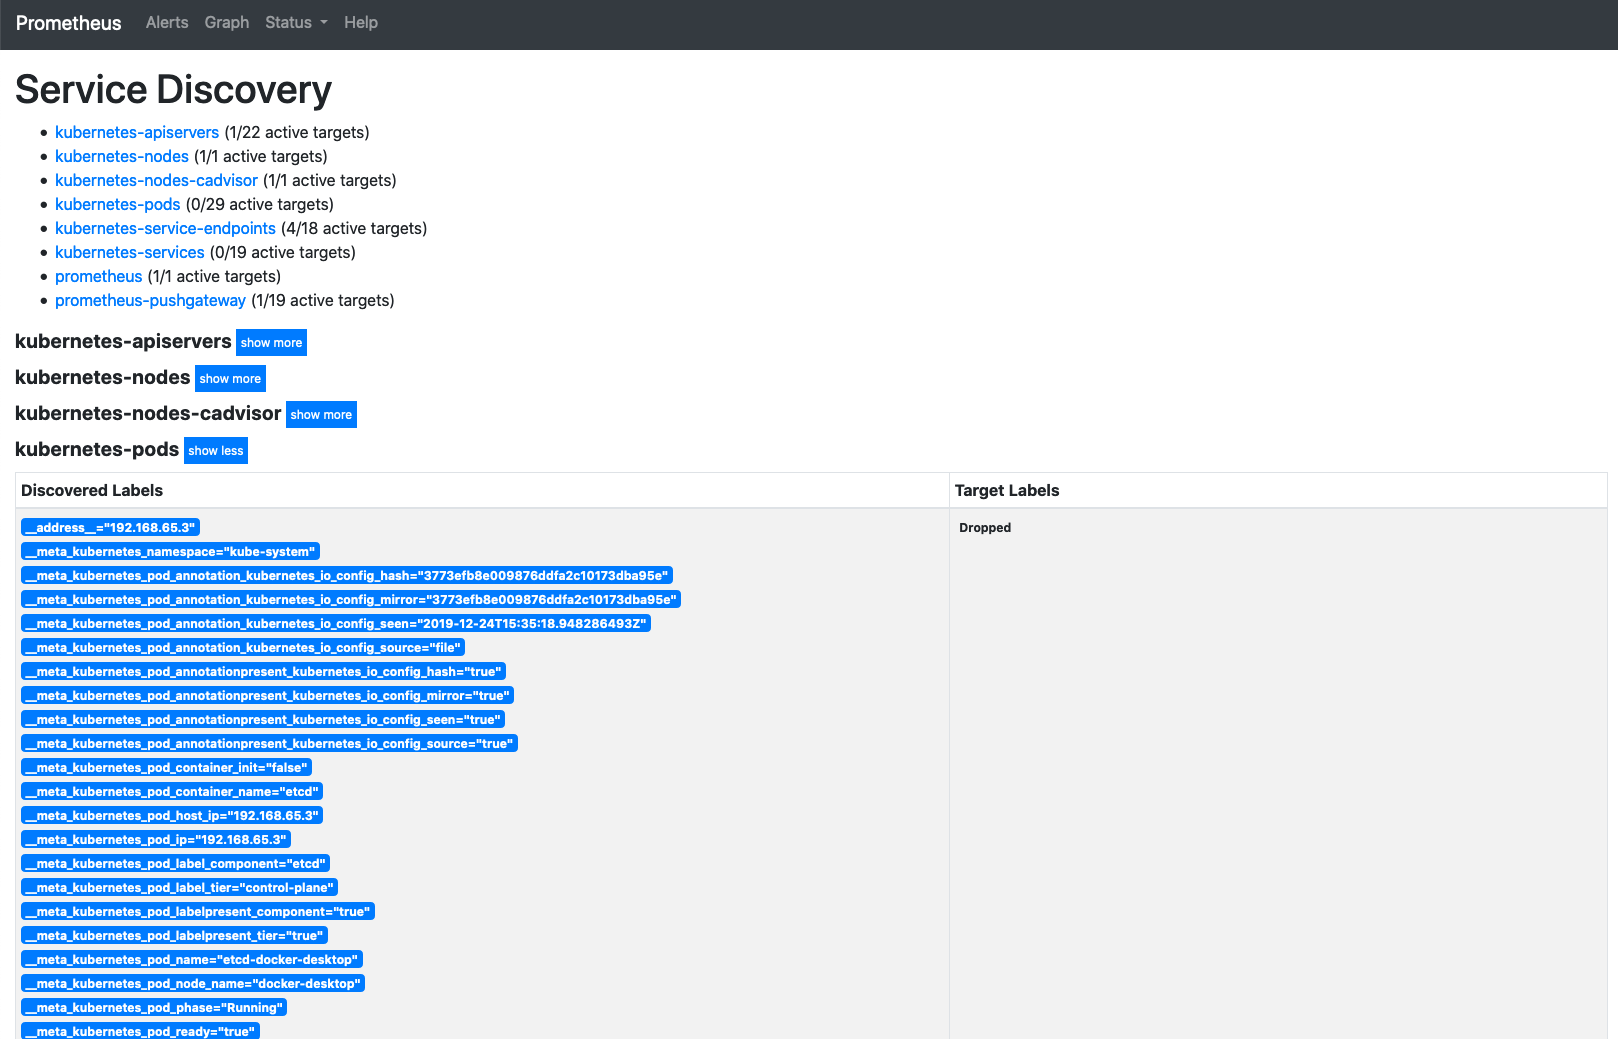 Prometheus Alerts Graph Status Help
Service Discovery
kubernetes-apiservers (1/22 active targets)
kubernetes-nodes (1/1 active targets)
kubernetes-nodes-cadvisor (1/1 active targets)
kubernetes-pods (0/29 active targets)
kubernetes-service-endpoints (4/18 active targets)
kubernetes-services (0/19 active targets)
prometheus (1/1 active targets)
prometheus-pushgateway (1/19 active targets)
kubernetes-apiservers show more
kubernetes-nodes show more
kubernetes-nodes-cadvisor show more
kubernetes-pods show less
Discovered Labels Target Labels
__address__="192.168.65.3" Dropped
__meta_kubernetes_namespace="kube-system"
__meta_kubernetes_pod_annotation_kubernetes_io_config_hash="3773efb8e009876ddfa2c10173dba95e"
__meta_kubernetes_pod_annotation_kubernetes_io_config_mirror="3773efb8e009876ddfa2c10173dba95e"
__meta_kubernetes_pod_annotation_kubernetes_io_config_seen="2019-12-24T15:35:18.948286493Z"
__meta_kubernetes_pod_annotation_kubernetes_io_config_source="file"
__meta_kubernetes_pod_annotationpresent_kubernetes_io_config_hash="true"
__meta_kubernetes_pod_annotationpresent_kubernetes_io_config_mirror="true"
__meta_kubernetes_pod_annotationpresent_kubernetes_io_config_seen="true"
__meta_kubernetes_pod_annotationpresent_kubernetes_io_config_source="true"
__meta_kubernetes_pod_container_init="false"
__meta_kubernetes_pod_container_name="etcd"
__meta_kubernetes_pod_host_ip="192.168.65.3"
__meta_kubernetes_pod_ip="192.168.65.3"
__meta_kubernetes_pod_label_component="etcd"
__meta_kubernetes_pod_label_tier="control-plane"
__meta_kubernetes_pod_labelpresent_component="true"
__meta_kubernetes_pod_labelpresent_tier="true"
__meta_kubernetes_pod_name="etcd-docker-desktop"
__meta_kubernetes_pod_node_name="docker-desktop"
__meta_kubernetes_pod_phase="Running"
__meta_kubernetes_pod_ready="true"